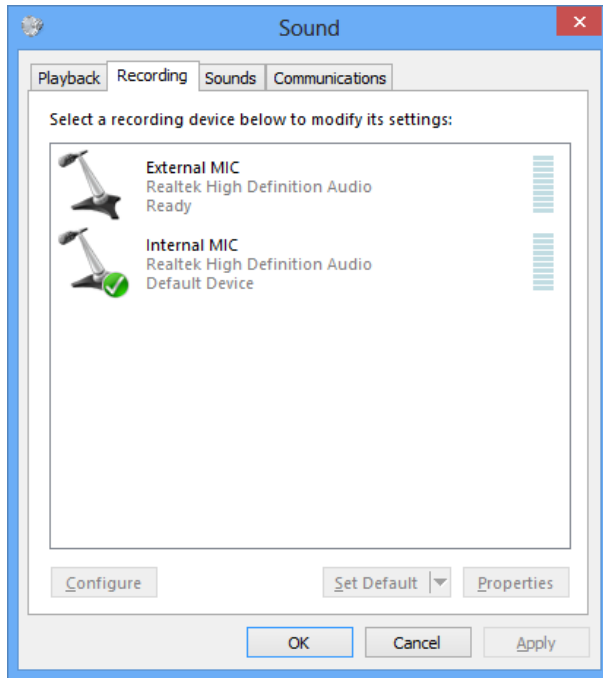 Sound
Playback Recording Sounds Communications
Select a recording device below to modify its settings:
External MIC
Realtek High Definition Audio
Ready
Internal MIC
Realtek High Definition Audio
Default Device
Configure Set Default Properties
OK Cancel Apply